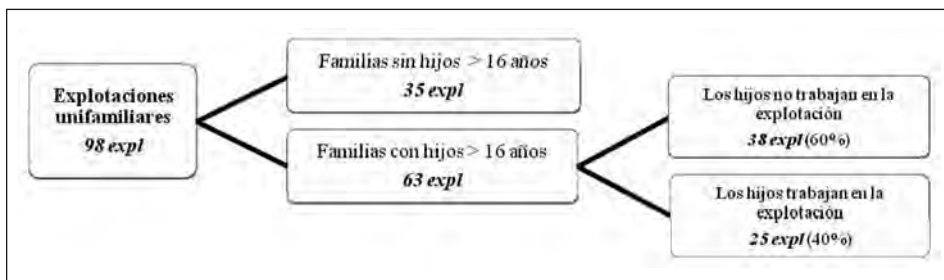 Explotaciones
unifamiliares
98 expl
Familias sin hijos > 16 años
35 expl
Familias con hijos > 16 años
63 expl
Los hijos no trabajan en la
explotación
38 expl (60%)
Los hijos trabajan en la
explotación
25 expl (40%)